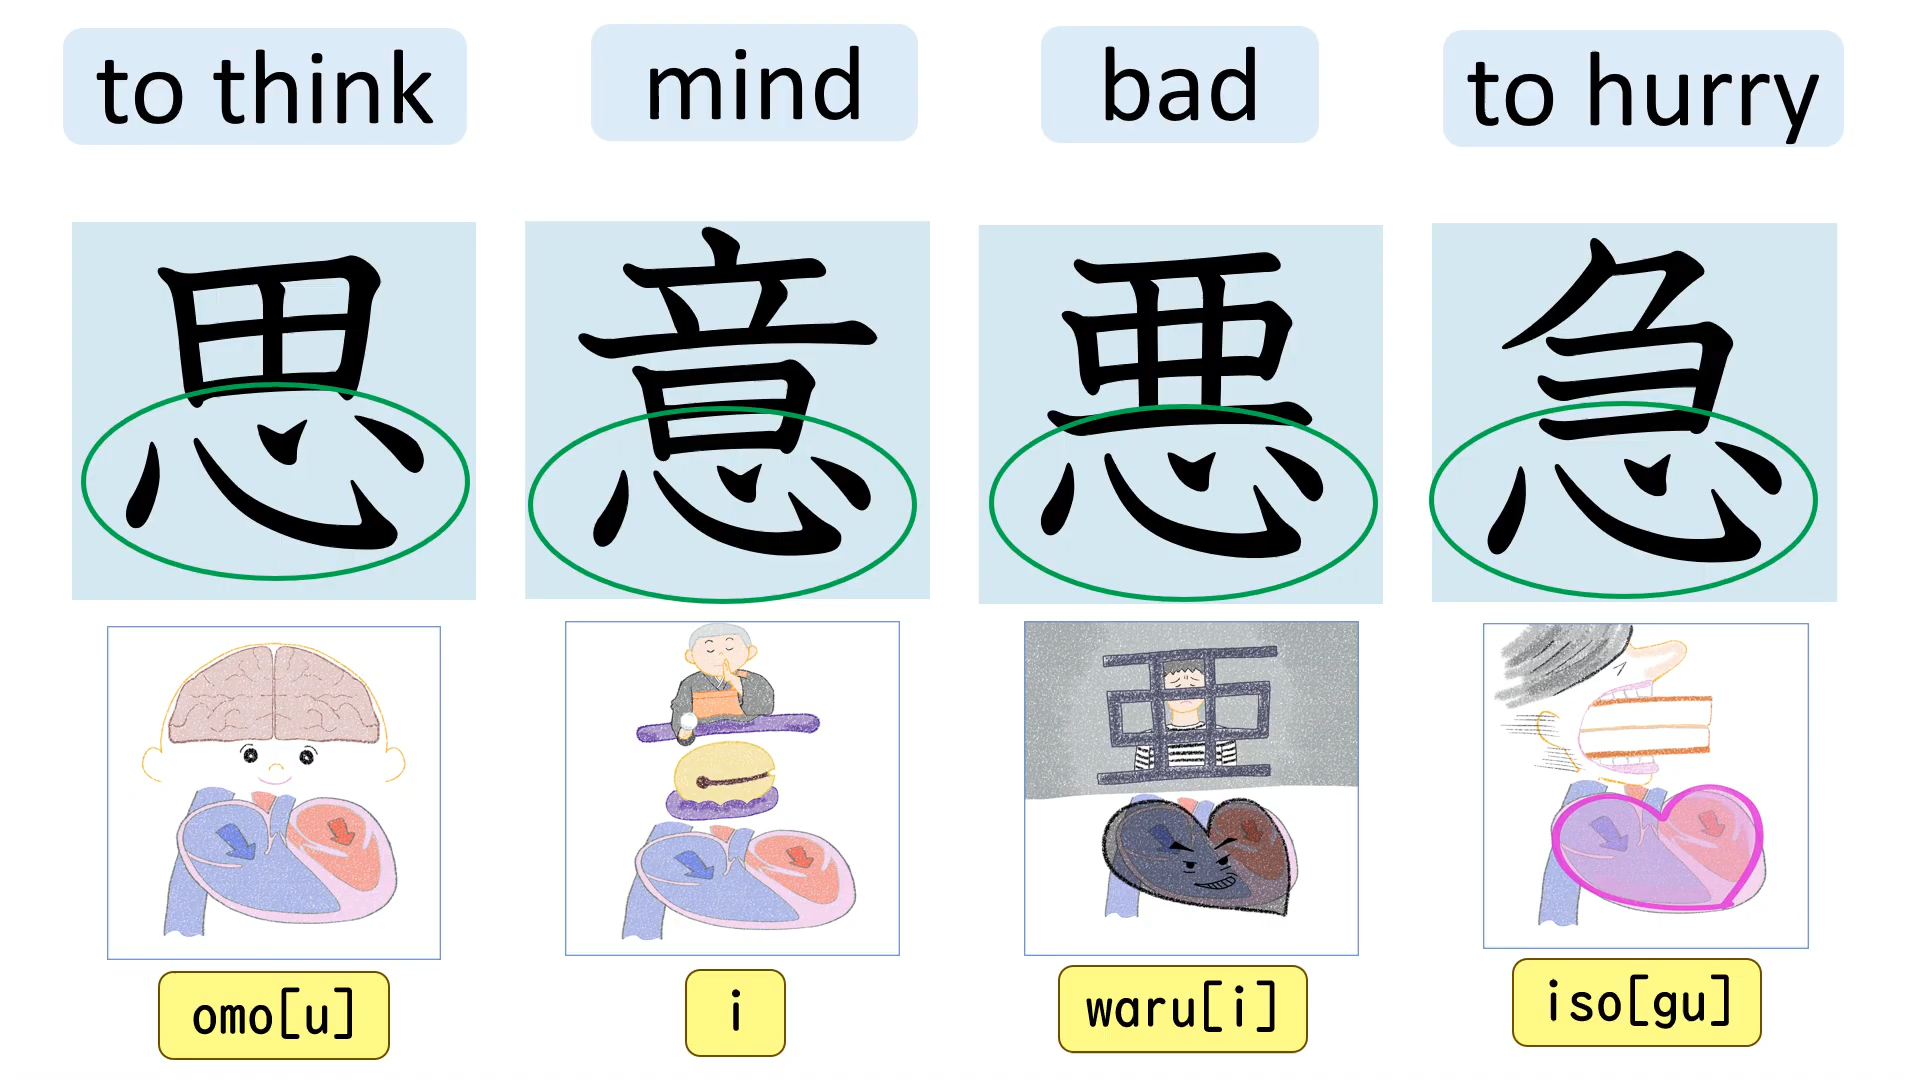 to think
mind
bad
to hurry
思
意
悪
急
omo[u]
i
waru[i]
iso[gu]